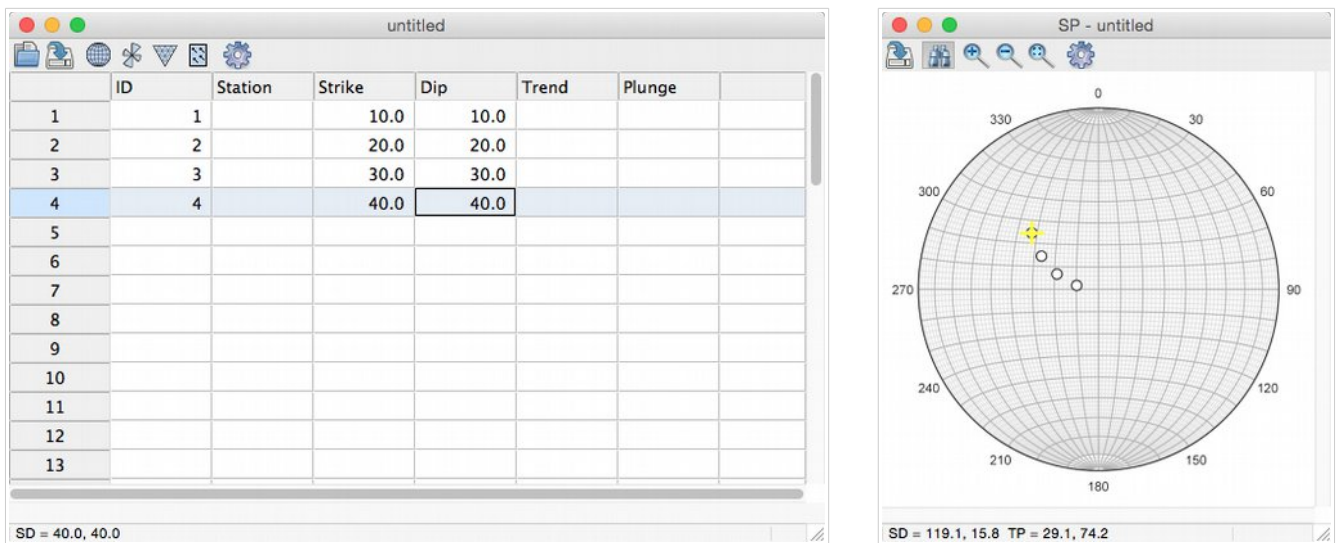 untitled
ID Station Strike Dip Trend Plunge
1 1 10.0 10.0
2 2 20.0 20.0
3 3 30.0 30.0
4 4 40.0 40.0
5
6
7
8
9
10
11
12
13
SD = 40.0, 40.0
SP - untitled
0
330 30
300 60
270 90
240 120
210 150
180
SD = 119.1, 15.8 TP = 29.1, 74.2